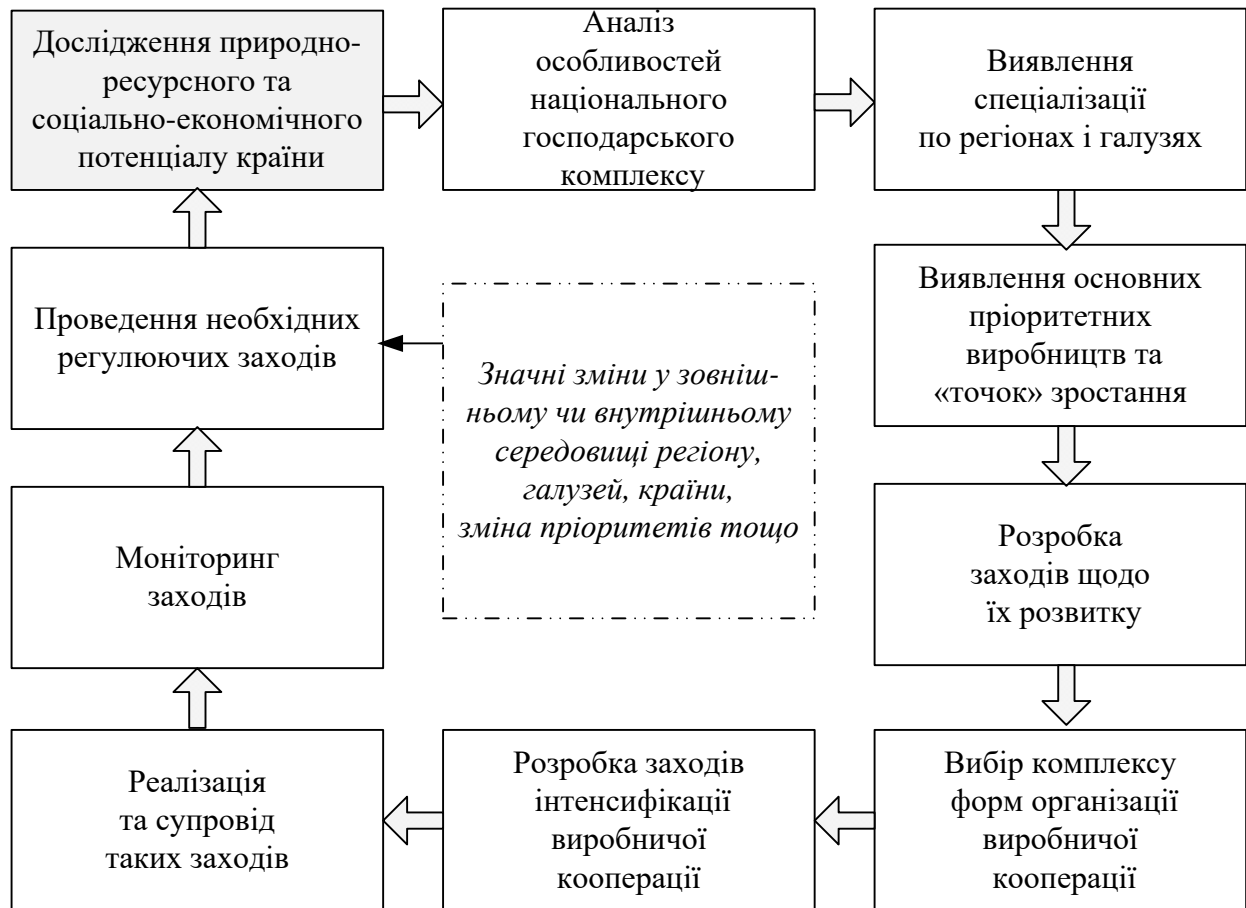 Дослідження природно-
ресурсного та
соціально-економічного
потенціалу країни
Аналіз
особливостей
національного
господарського
комплексу
Виявлення
спеціалізації
по регіонах і галузях
Виявлення основних
пріоритетних
виробництв та
«точок» зростання
Розробка
заходів щодо
їх розвитку
Вибір комплексу
форм організації
виробничої
кооперації
Розробка заходів
інтенсифікації
виробничої
кооперації
Реалізація
та супровід
таких заходів
Моніторинг
заходів
Проведення необхідних
регулюючих заходів
Значні зміни у зовніш-
ньому чи внутрішньому
середовищі регіону,
галузей, країни,
зміна пріоритетів тощо